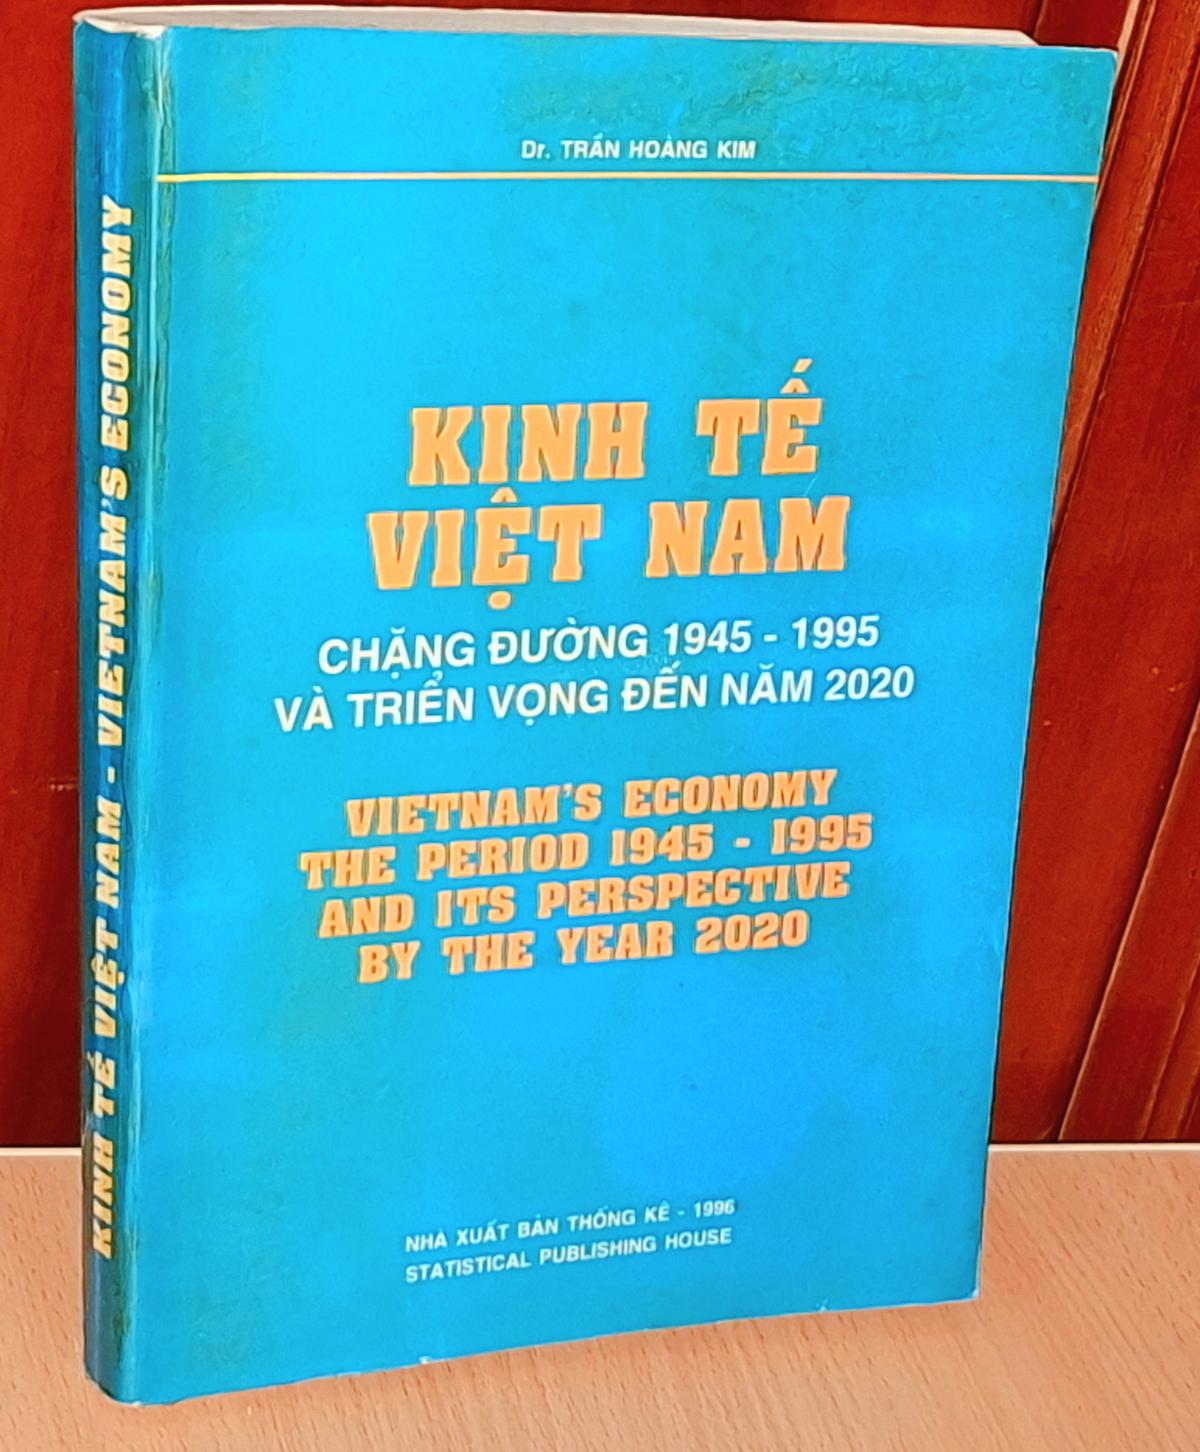 Dr. TRẦN HOÀNG KIM
KINH TẾ
VIỆT NAM
CHẶNG ĐƯỜNG 1945 - 1995
VÀ TRIỂN VỌNG ĐẾN NĂM 2020
VIETNAM'S ECONOMY
THE PERIOD 1945 - 1995
AND ITS PERSPECTIVE
BY THE YEAR 2020
NHÀ XUẤT BẢN THỐNG KÊ - 1996
STATISTICAL PUBLISHING HOUSE
KINH TẾ VIỆT NAM - VIETNAM'S ECONOMY